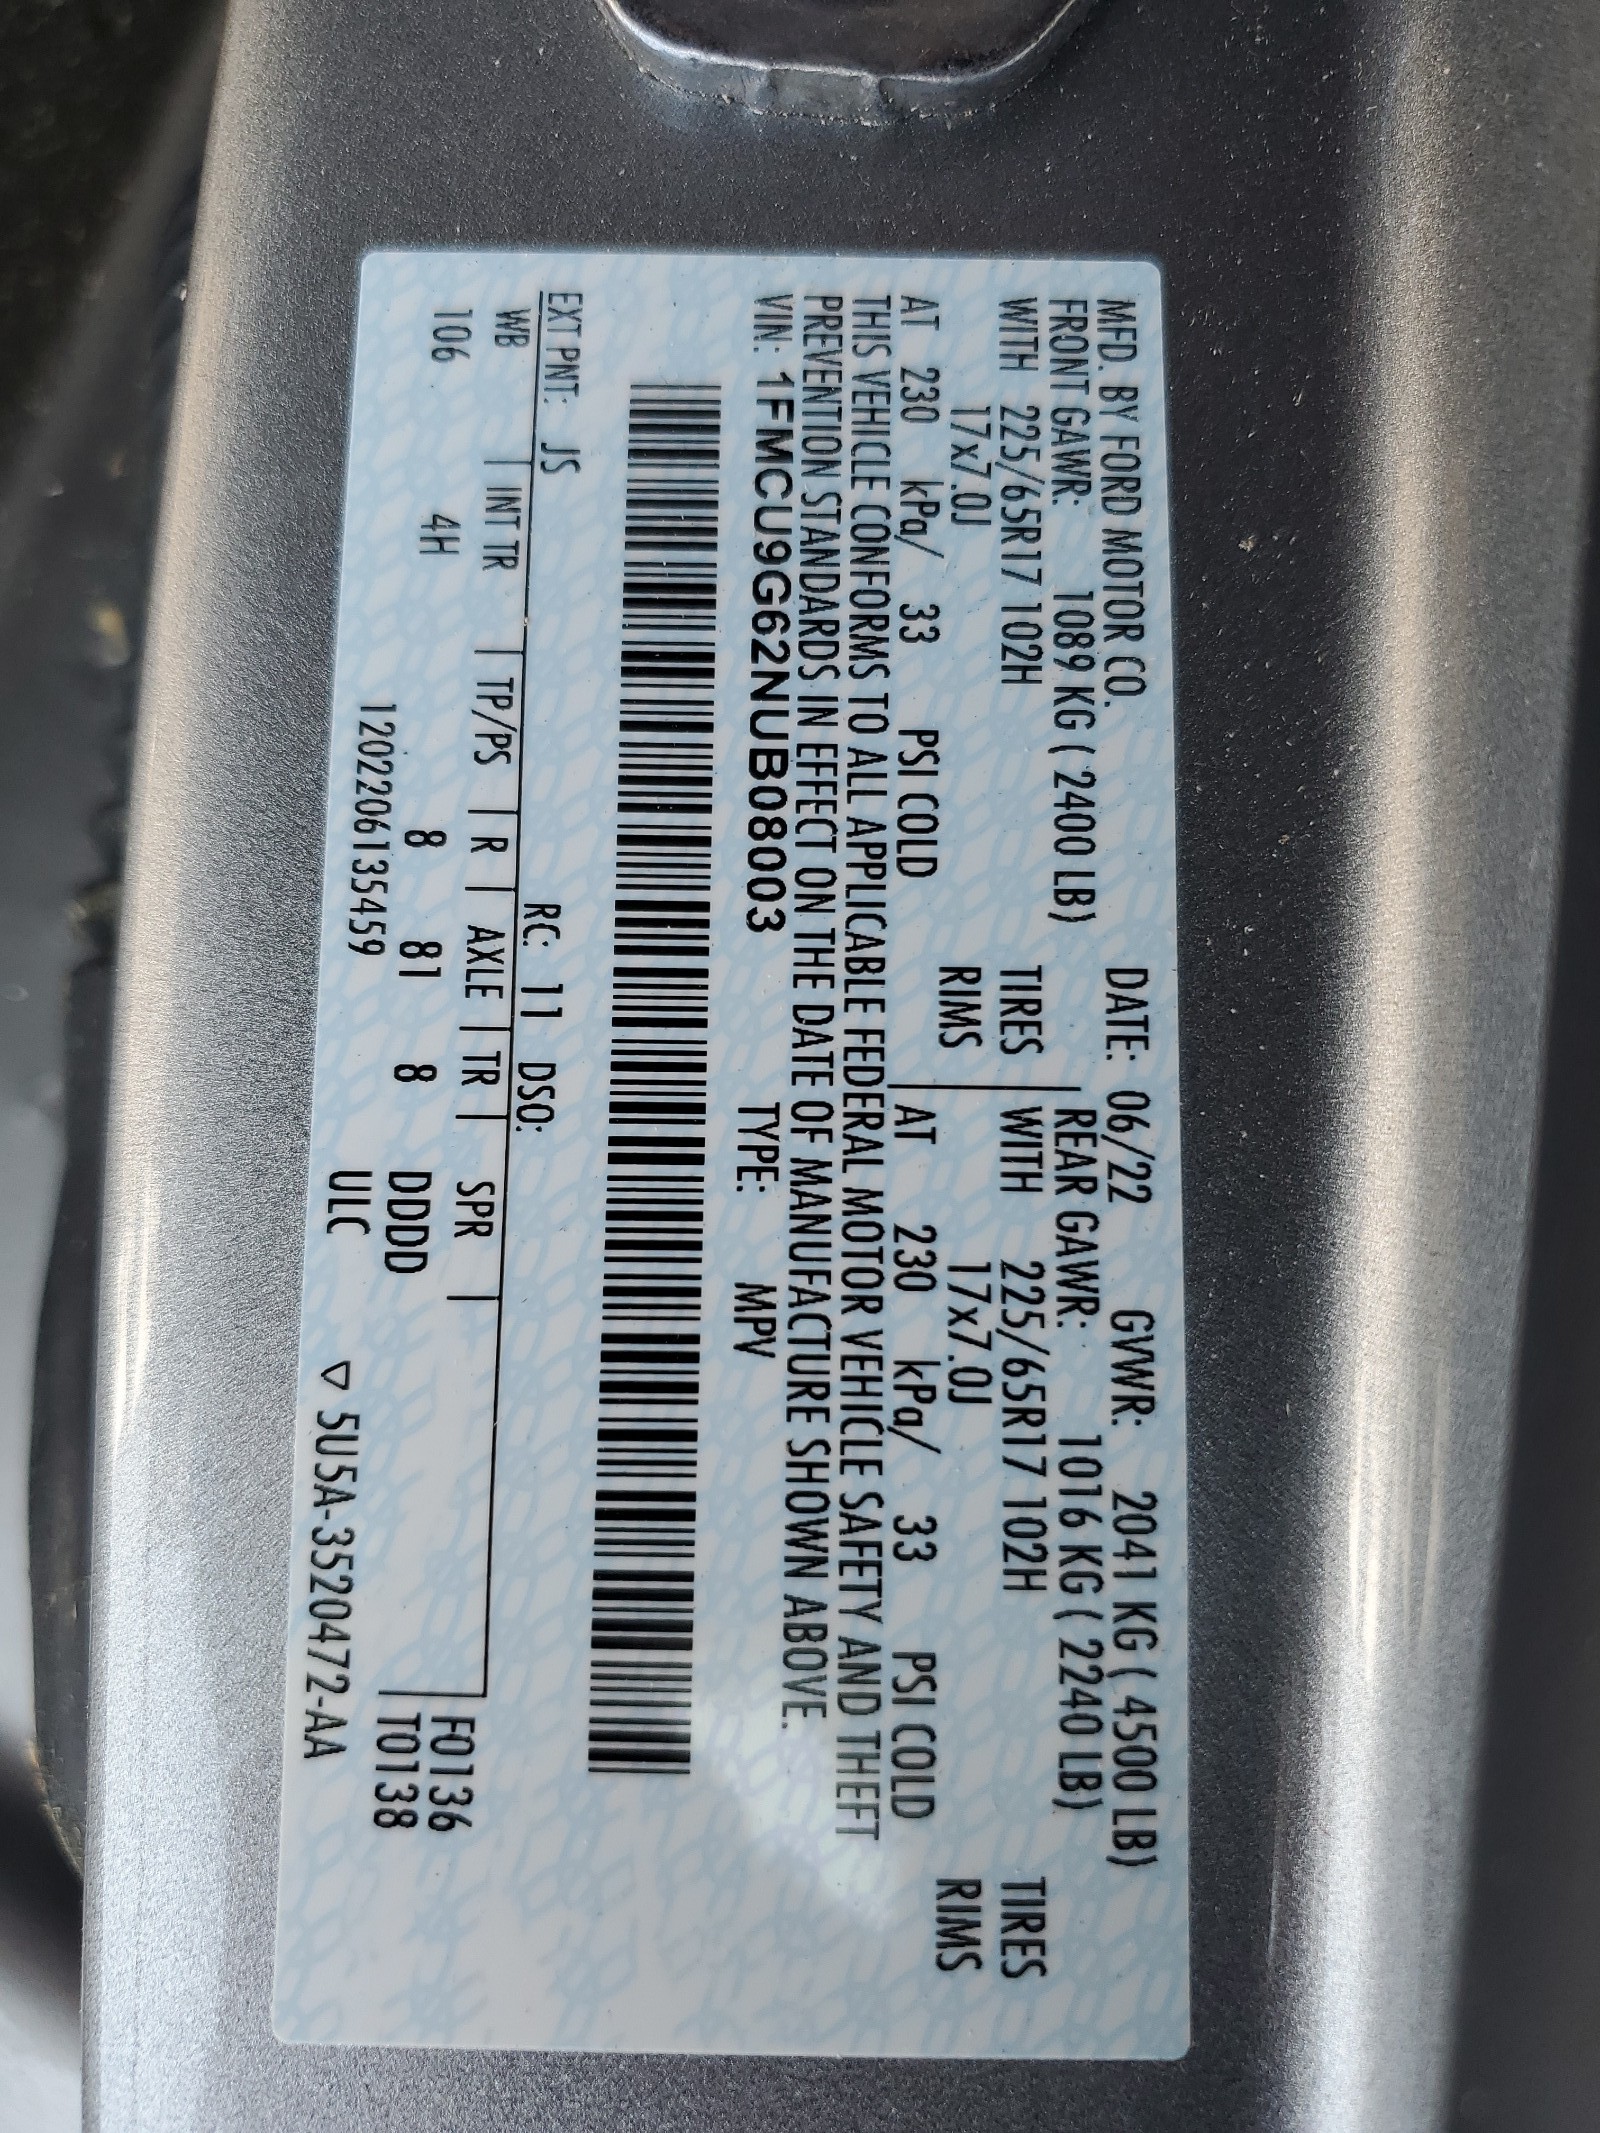 MFD. BY FORD MOTOR CO. DATE: 06/22 GVWR: 2041 KG ( 4500 LB)
FRONT GAWR: 1089 KG ( 2400 LB) REAR GAWR: 1016 KG ( 2240 LB)
WITH 225/65R17 102H TIRES WITH 225/65R17 102H TIRES
17x7.0J RIMS 17x7.0J RIMS
AT 230 kPa/ 33 PSI COLD AT 230 kPa/ 33 PSI COLD
THIS VEHICLE CONFORMS TO ALL APPLICABLE FEDERAL MOTOR VEHICLE SAFETY AND THEFT
PREVENTION STANDARDS IN EFFECT ON THE DATE OF MANUFACTURE SHOWN ABOVE.
VIN: 1FMCU9G62NUB08003 TYPE: MPV
EXT PNT: JS RC: 11 DSO:
WB | INT TR | TP/PS | R | AXLE | TR | SPR | F0136
106 4H 8 81 8 DDDD T0138
1202206135459 ULC ▽ 5U5A-3520472-AA